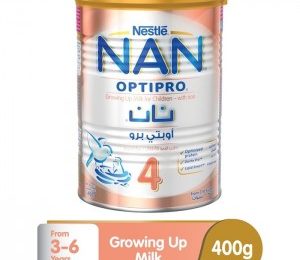 Nestlé
NAN
OPTIPRO
Growing Up Milk for Children - with iron
نان
أوبتي برو
4
From
3-6
Years
Growing Up
Milk
400g